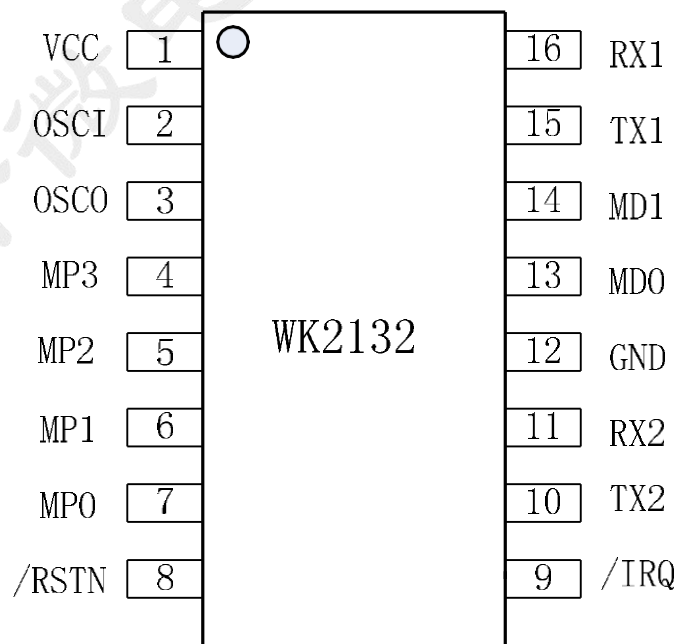 VCC 1 16 RX1
OSCI 2 15 TX1
OSCO 3 14 MD1
MP3 4 13 MD0
WK2132
MP2 5 12 GND
MP1 6 11 RX2
MP0 7 10 TX2
/RSTN 8 9 /IRQ